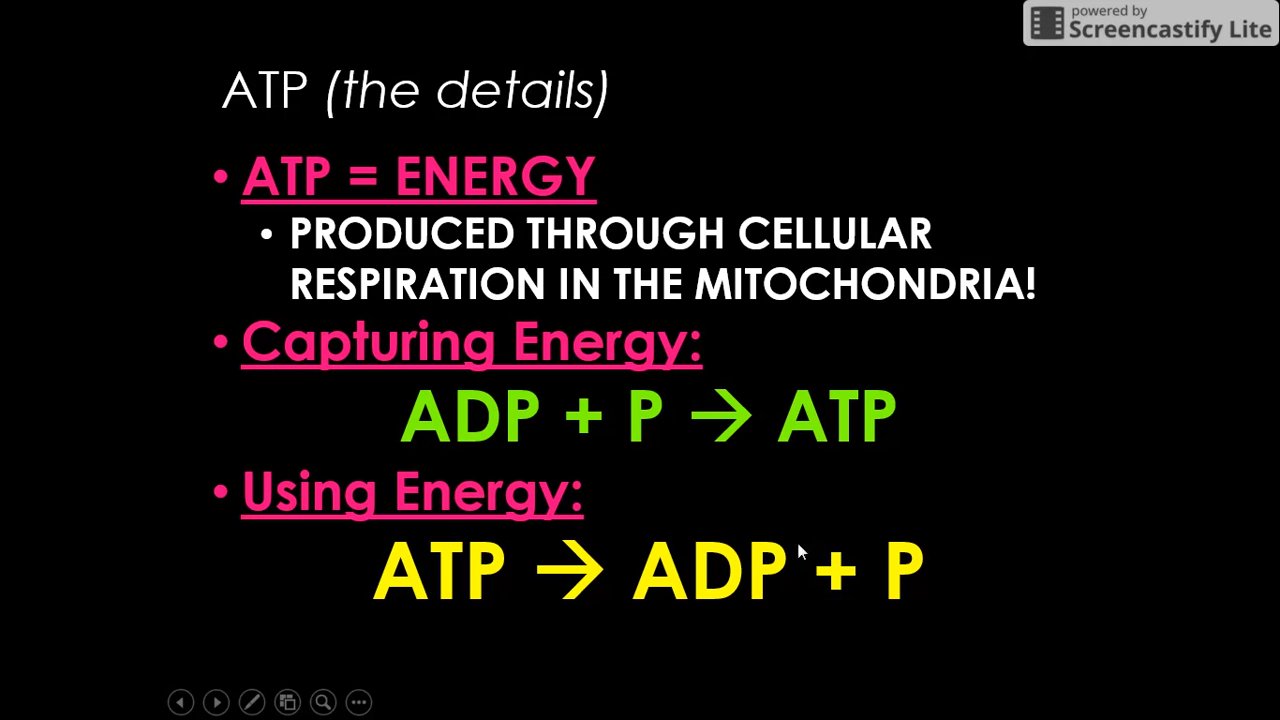 powered by
Screencastify Lite
ATP (the details)
• ATP = ENERGY
• PRODUCED THROUGH CELLULAR
RESPIRATION IN THE MITOCHONDRIA!
• Capturing Energy:
ADP + P → ATP
• Using Energy:
ATP → ADP + P